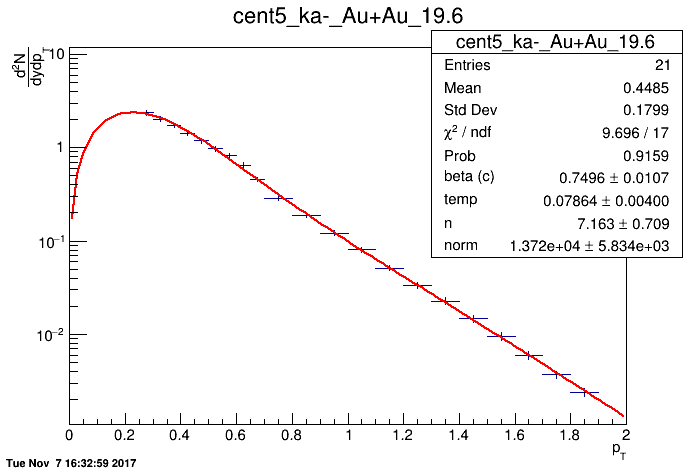 cent5_ka-_Au+Au_19.6
d²N
dydp_T
cent5_ka-_Au+Au_19.6
Entries 21
Mean 0.4485
Std Dev 0.1799
χ² / ndf 9.696 / 17
Prob 0.9159
beta (c) 0.7496 ± 0.0107
temp 0.07864 ± 0.00400
n 7.163 ± 0.709
norm 1.372e+04 ± 5.834e+03
10
1
10⁻¹
10⁻²
0 0.2 0.4 0.6 0.8 1 1.2 1.4 1.6 1.8 2
p_T
Tue Nov 7 16:32:59 2017